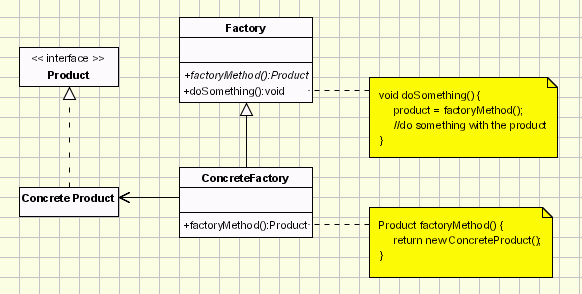 Factory
+factoryMethod():Product
+doSomething():void
<< interface >>
Product
void doSomething() {
product = factoryMethod();
//do something with the product
}
ConcreteFactory
+factoryMethod():Product
Concrete Product
Product factoryMethod() {
return new ConcreteProduct();
}